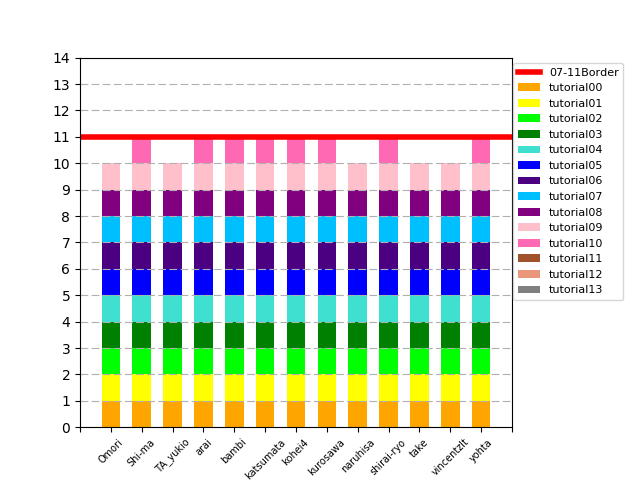 14
13
12
11
10
9
8
7
6
5
4
3
2
1
0
07-11Border
tutorial00
tutorial01
tutorial02
tutorial03
tutorial04
tutorial05
tutorial06
tutorial07
tutorial08
tutorial09
tutorial10
tutorial11
tutorial12
tutorial13
Omori
Shi-ma
TA_yukio
arai
bambi
katsumata
kohei4
kurosawa
naruhisa
shirai-ryo
take
vincentzlt
yohta